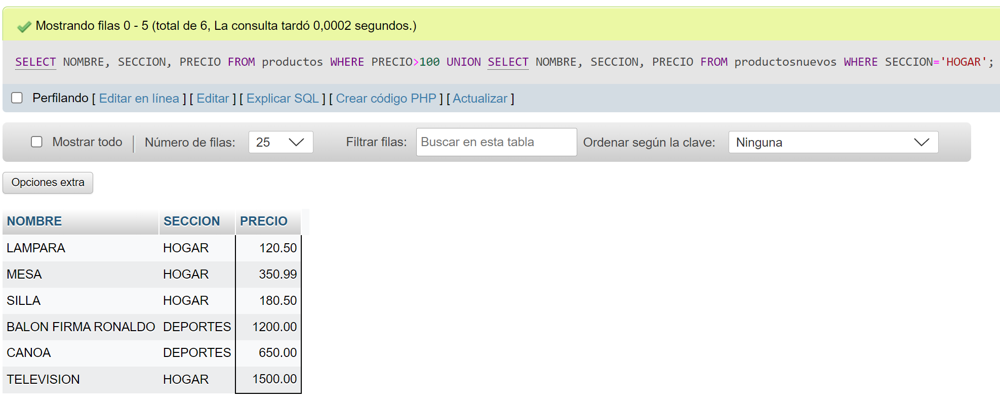 Mostrando filas 0 - 5 (total de 6, La consulta tardó 0,0002 segundos.)
SELECT NOMBRE, SECCION, PRECIO FROM productos WHERE PRECIO>100 UNION SELECT NOMBRE, SECCION, PRECIO FROM productosnuevos WHERE SECCION='HOGAR';
Perfilando [ Editar en línea ] [ Editar ] [ Explicar SQL ] [ Crear código PHP ] [ Actualizar ]
Mostrar todo | Número de filas: 25 Filtrar filas: Buscar en esta tabla Ordenar según la clave: Ninguna
Opciones extra
NOMBRE SECCION PRECIO
LAMPARA HOGAR 120.50
MESA HOGAR 350.99
SILLA HOGAR 180.50
BALON FIRMA RONALDO DEPORTES 1200.00
CANOA DEPORTES 650.00
TELEVISION HOGAR 1500.00